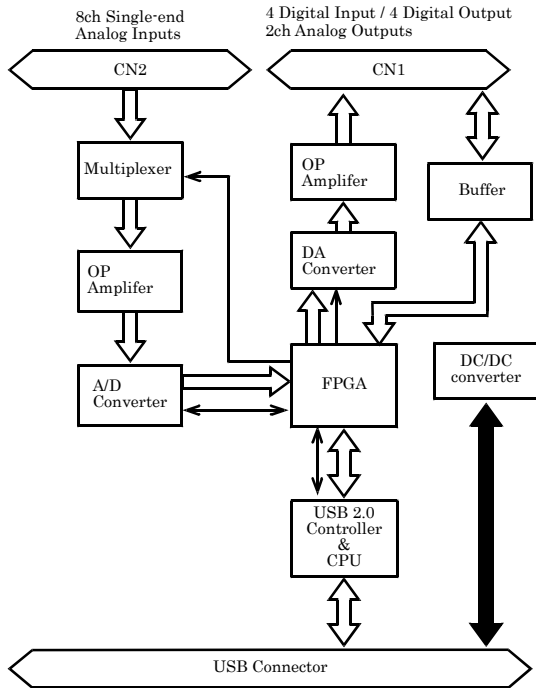 8ch Single-end
Analog Inputs
4 Digital Input / 4 Digital Output
2ch Analog Outputs
CN2
CN1
Multiplexer
OP
Amplifer
Buffer
OP
Amplifer
DA
Converter
A/D
Converter
FPGA
DC/DC
converter
USB 2.0
Controller
&
CPU
USB Connector